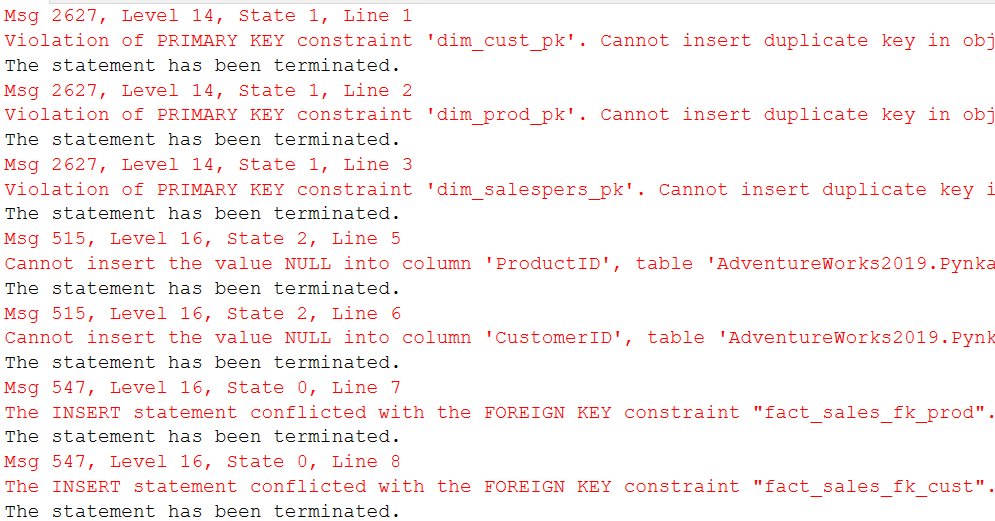 Msg 2627, Level 14, State 1, Line 1
Violation of PRIMARY KEY constraint 'dim_cust_pk'. Cannot insert duplicate key in obj
The statement has been terminated.
Msg 2627, Level 14, State 1, Line 2
Violation of PRIMARY KEY constraint 'dim_prod_pk'. Cannot insert duplicate key in obj
The statement has been terminated.
Msg 2627, Level 14, State 1, Line 3
Violation of PRIMARY KEY constraint 'dim_salespers_pk'. Cannot insert duplicate key i
The statement has been terminated.
Msg 515, Level 16, State 2, Line 5
Cannot insert the value NULL into column 'ProductID', table 'AdventureWorks2019.Pynka
The statement has been terminated.
Msg 515, Level 16, State 2, Line 6
Cannot insert the value NULL into column 'CustomerID', table 'AdventureWorks2019.Pynk
The statement has been terminated.
Msg 547, Level 16, State 0, Line 7
The INSERT statement conflicted with the FOREIGN KEY constraint "fact_sales_fk_prod".
The statement has been terminated.
Msg 547, Level 16, State 0, Line 8
The INSERT statement conflicted with the FOREIGN KEY constraint "fact_sales_fk_cust".
The statement has been terminated.